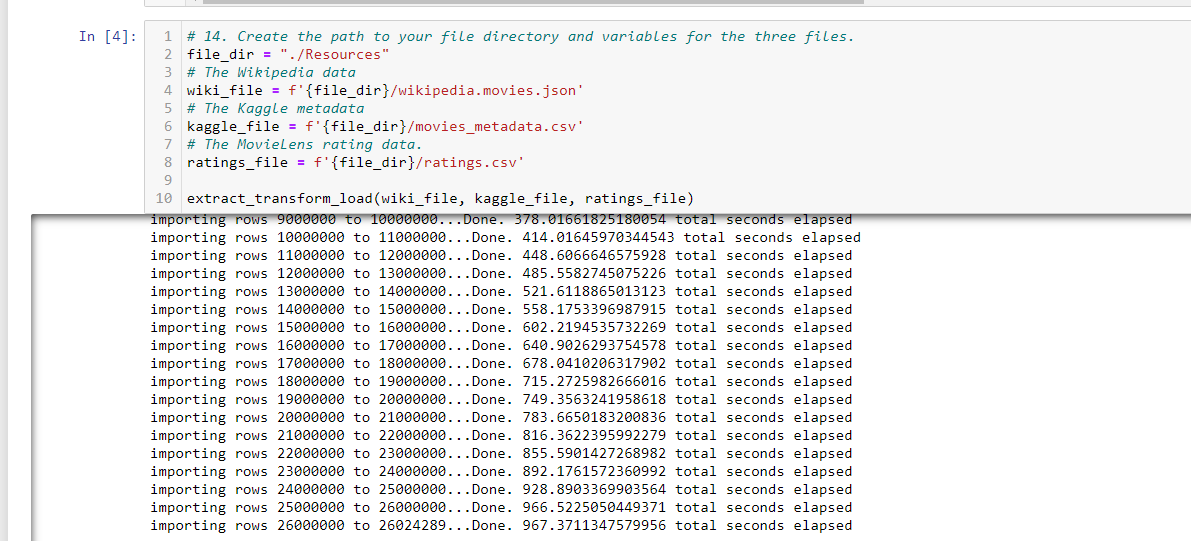 In [4]:
1 # 14. Create the path to your file directory and variables for the three files.
2 file_dir = "./Resources"
3 # The Wikipedia data
4 wiki_file = f'{file_dir}/wikipedia.movies.json'
5 # The Kaggle metadata
6 kaggle_file = f'{file_dir}/movies_metadata.csv'
7 # The MovieLens rating data.
8 ratings_file = f'{file_dir}/ratings.csv'
9
10 extract_transform_load(wiki_file, kaggle_file, ratings_file)
importing rows 9000000 to 10000000...Done. 378.01661825180054 total seconds elapsed
importing rows 10000000 to 11000000...Done. 414.01645970344543 total seconds elapsed
importing rows 11000000 to 12000000...Done. 448.6066646575928 total seconds elapsed
importing rows 12000000 to 13000000...Done. 485.5582745075226 total seconds elapsed
importing rows 13000000 to 14000000...Done. 521.6118865013123 total seconds elapsed
importing rows 14000000 to 15000000...Done. 558.1753396987915 total seconds elapsed
importing rows 15000000 to 16000000...Done. 602.2194535732269 total seconds elapsed
importing rows 16000000 to 17000000...Done. 640.9026293754578 total seconds elapsed
importing rows 17000000 to 18000000...Done. 678.0410206317902 total seconds elapsed
importing rows 18000000 to 19000000...Done. 715.2725982666016 total seconds elapsed
importing rows 19000000 to 20000000...Done. 749.3563241958618 total seconds elapsed
importing rows 20000000 to 21000000...Done. 783.6650183200836 total seconds elapsed
importing rows 21000000 to 22000000...Done. 816.3622395992279 total seconds elapsed
importing rows 22000000 to 23000000...Done. 855.5901427268982 total seconds elapsed
importing rows 23000000 to 24000000...Done. 892.1761572360992 total seconds elapsed
importing rows 24000000 to 25000000...Done. 928.8903369903564 total seconds elapsed
importing rows 25000000 to 26000000...Done. 966.5225050449371 total seconds elapsed
importing rows 26000000 to 26024289...Done. 967.3711347579956 total seconds elapsed